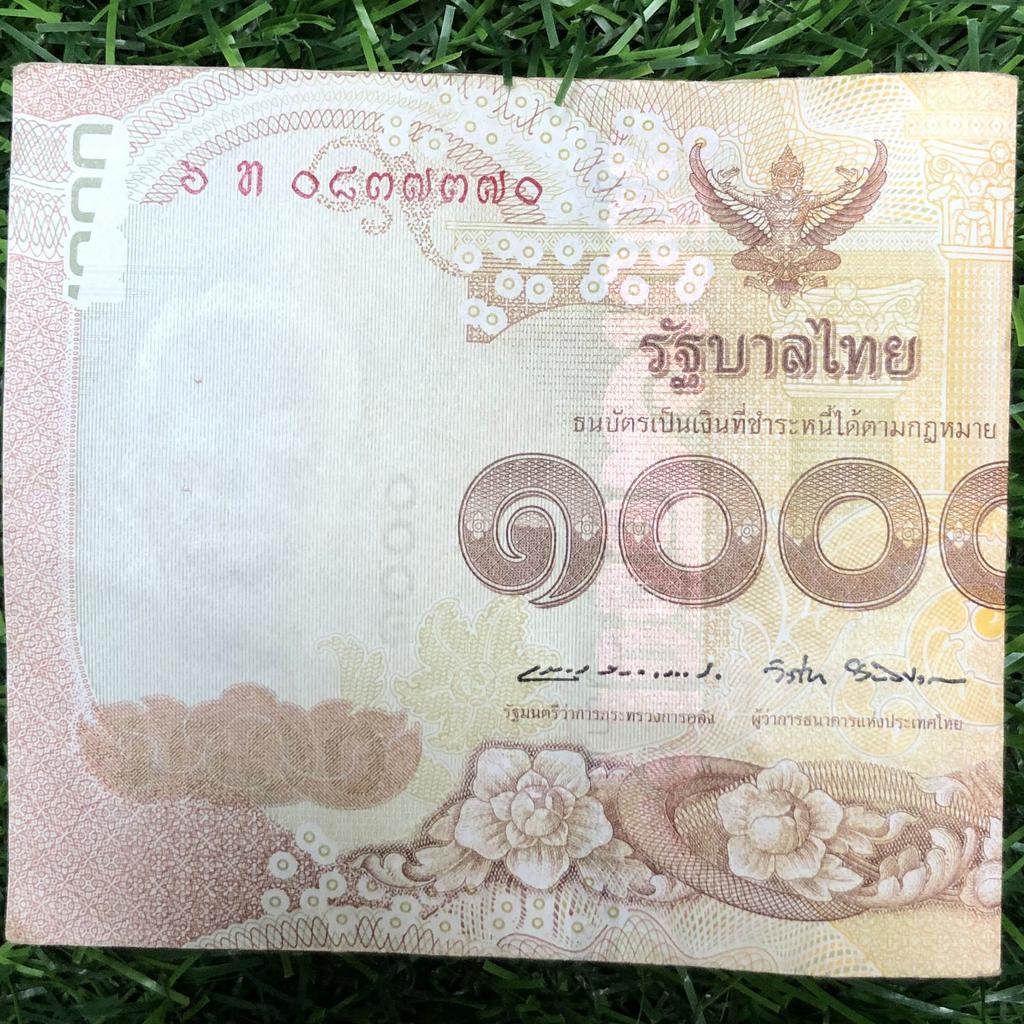 ๖ ท ๐๘๓๗๓๗๐
รัฐบาลไทย
ธนบัตรเป็นเงินที่ชำระหนี้ได้ตามกฎหมาย
๑๐๐๐
รัฐมนตรีว่าการกระทรวงการคลัง ผู้ว่าการธนาคารแห่งประเทศไทย